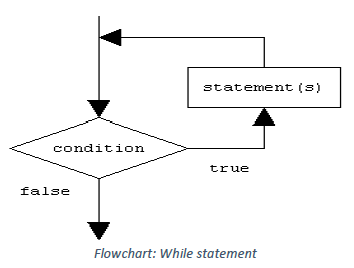 statement(s)
condition
true
false
Flowchart: While statement